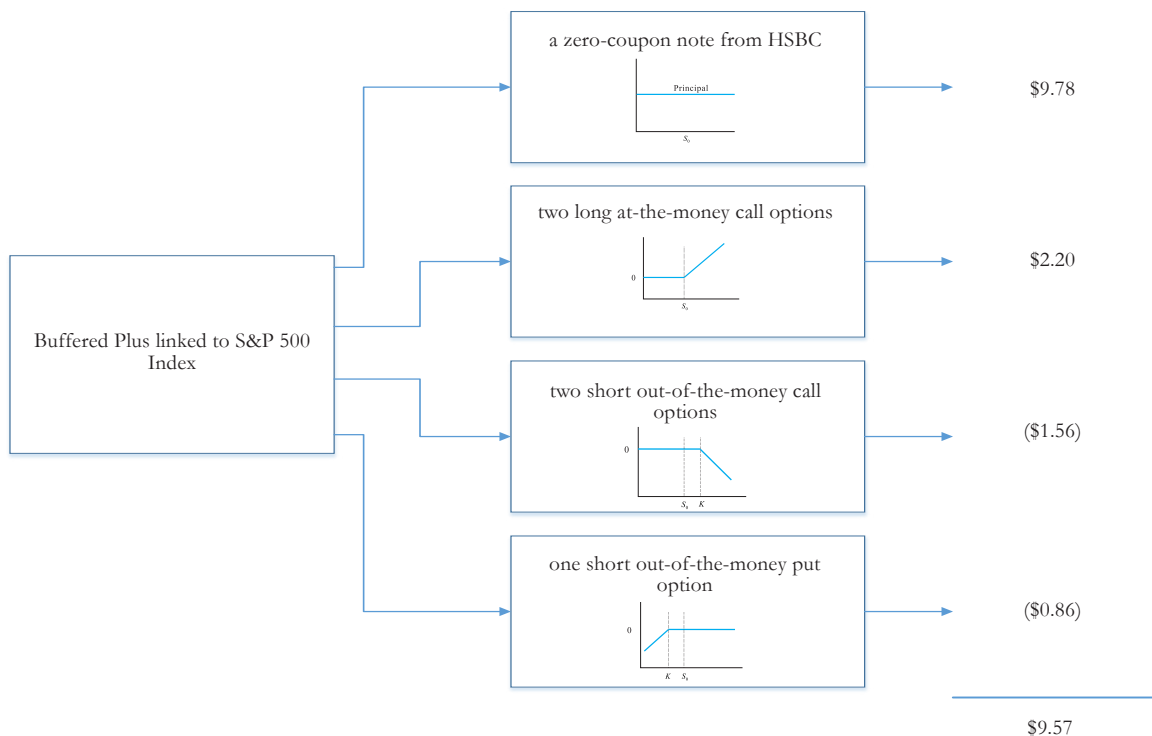 a zero-coupon note from HSBC
Principal
S₀
$9.78
two long at-the-money call options
0
S₀
$2.20
Buffered Plus linked to S&P 500
Index
two short out-of-the-money call
options
0
S₀ K
($1.56)
one short out-of-the-money put
option
0
K S₀
($0.86)
$9.57